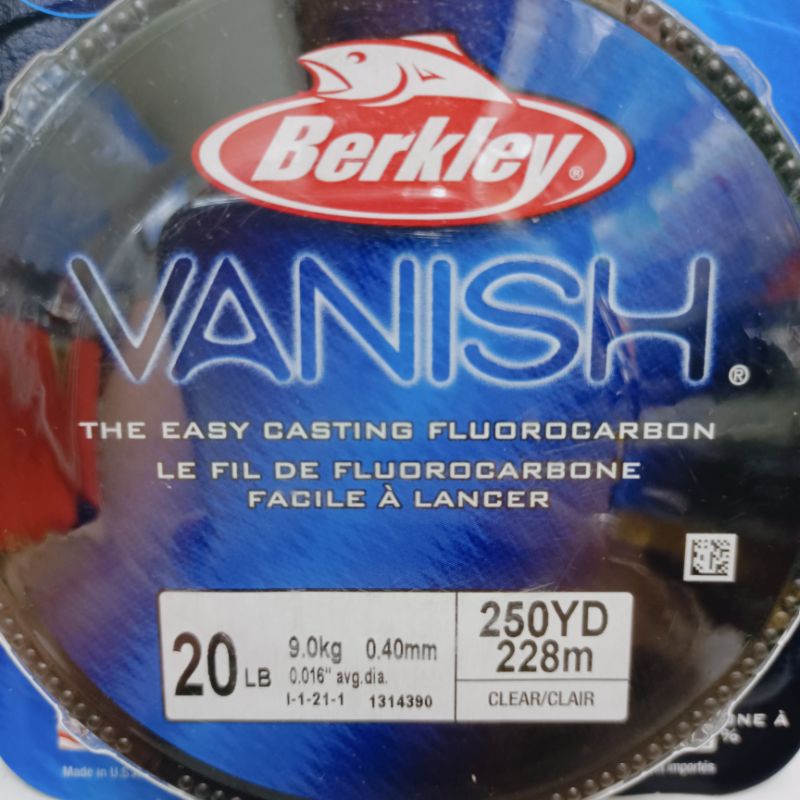 Berkley®
VANISH®
THE EASY CASTING FLUOROCARBON
LE FIL DE FLUOROCARBONE
FACILE À LANCER
20 LB
9.0kg 0.40mm
0.016" avg.dia.
I-1-21-1 1314390
250YD
228m
CLEAR/CLAIR
À
%
Made in U.S.
importés